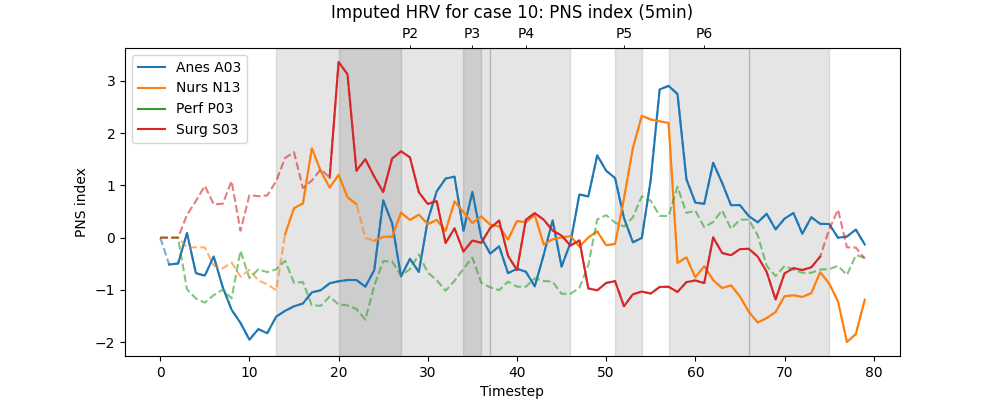 Imputed HRV for case 10: PNS index (5min)
P2 P3 P4 P5 P6
Anes A03
Nurs N13
Perf P03
Surg S03
PNS index
3
2
1
0
−1
−2
0 10 20 30 40 50 60 70 80
Timestep